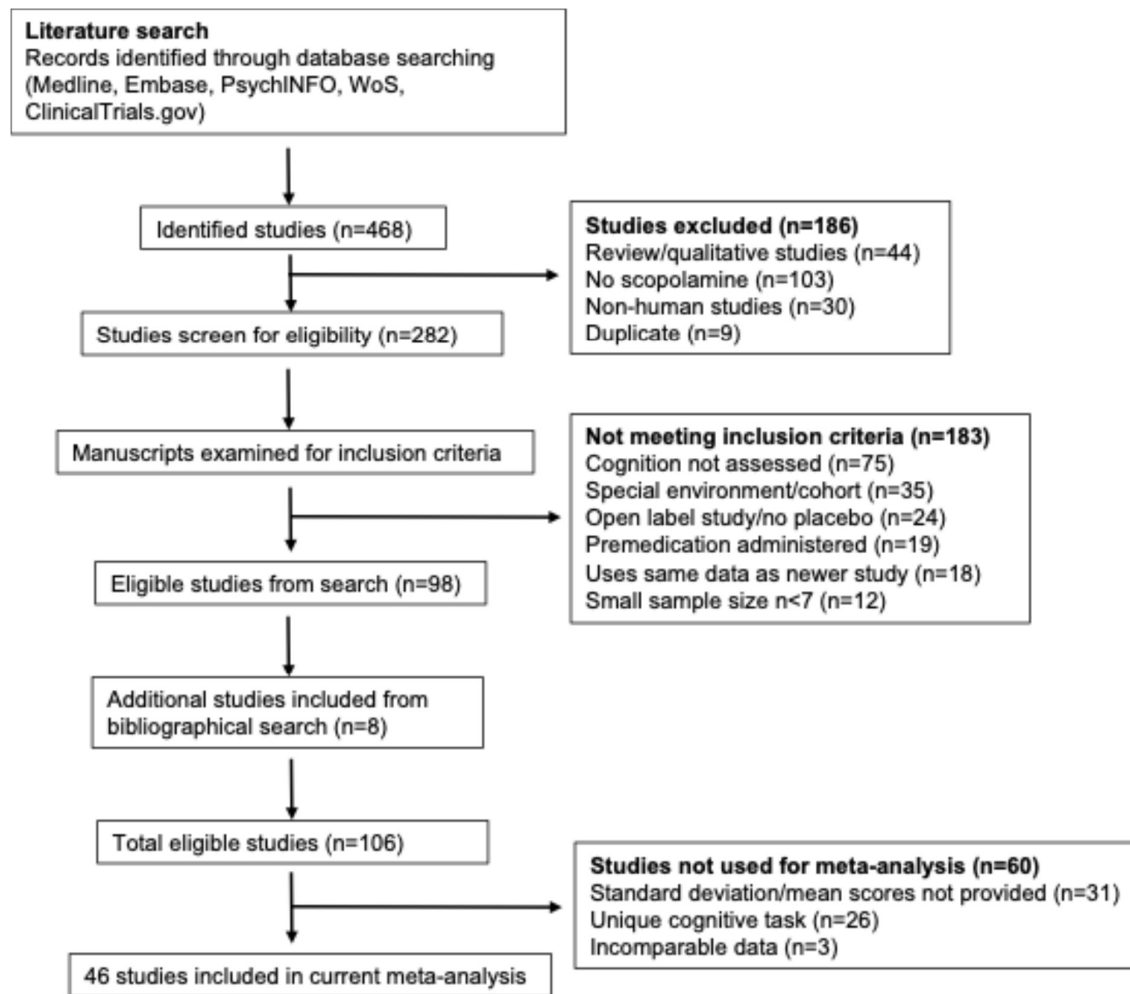 Literature search
Records identified through database searching
(Medline, Embase, PsychINFO, WoS,
ClinicalTrials.gov)
Identified studies (n=468)
Studies excluded (n=186)
Review/qualitative studies (n=44)
No scopolamine (n=103)
Non-human studies (n=30)
Duplicate (n=9)
Studies screen for eligibility (n=282)
Manuscripts examined for inclusion criteria
Not meeting inclusion criteria (n=183)
Cognition not assessed (n=75)
Special environment/cohort (n=35)
Open label study/no placebo (n=24)
Premedication administered (n=19)
Uses same data as newer study (n=18)
Small sample size n<7 (n=12)
Eligible studies from search (n=98)
Additional studies included from
bibliographical search (n=8)
Total eligible studies (n=106)
Studies not used for meta-analysis (n=60)
Standard deviation/mean scores not provided (n=31)
Unique cognitive task (n=26)
Incomparable data (n=3)
46 studies included in current meta-analysis